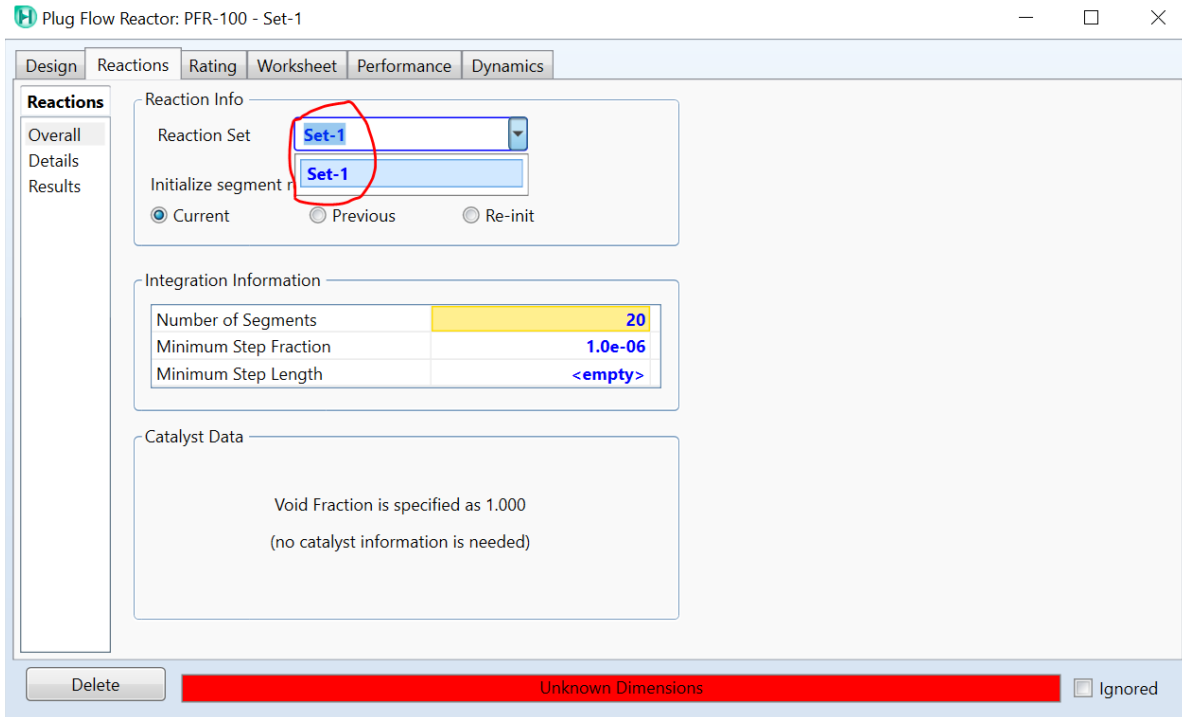 Plug Flow Reactor: PFR-100 - Set-1
Design Reactions Rating Worksheet Performance Dynamics
Reactions
Overall
Details
Results
Reaction Info
Reaction Set Set-1
Set-1
Initialize segment r
Current Previous Re-init
Integration Information
Number of Segments 20
Minimum Step Fraction 1.0e-06
Minimum Step Length <empty>
Catalyst Data
Void Fraction is specified as 1.000
(no catalyst information is needed)
Delete Unknown Dimensions Ignored